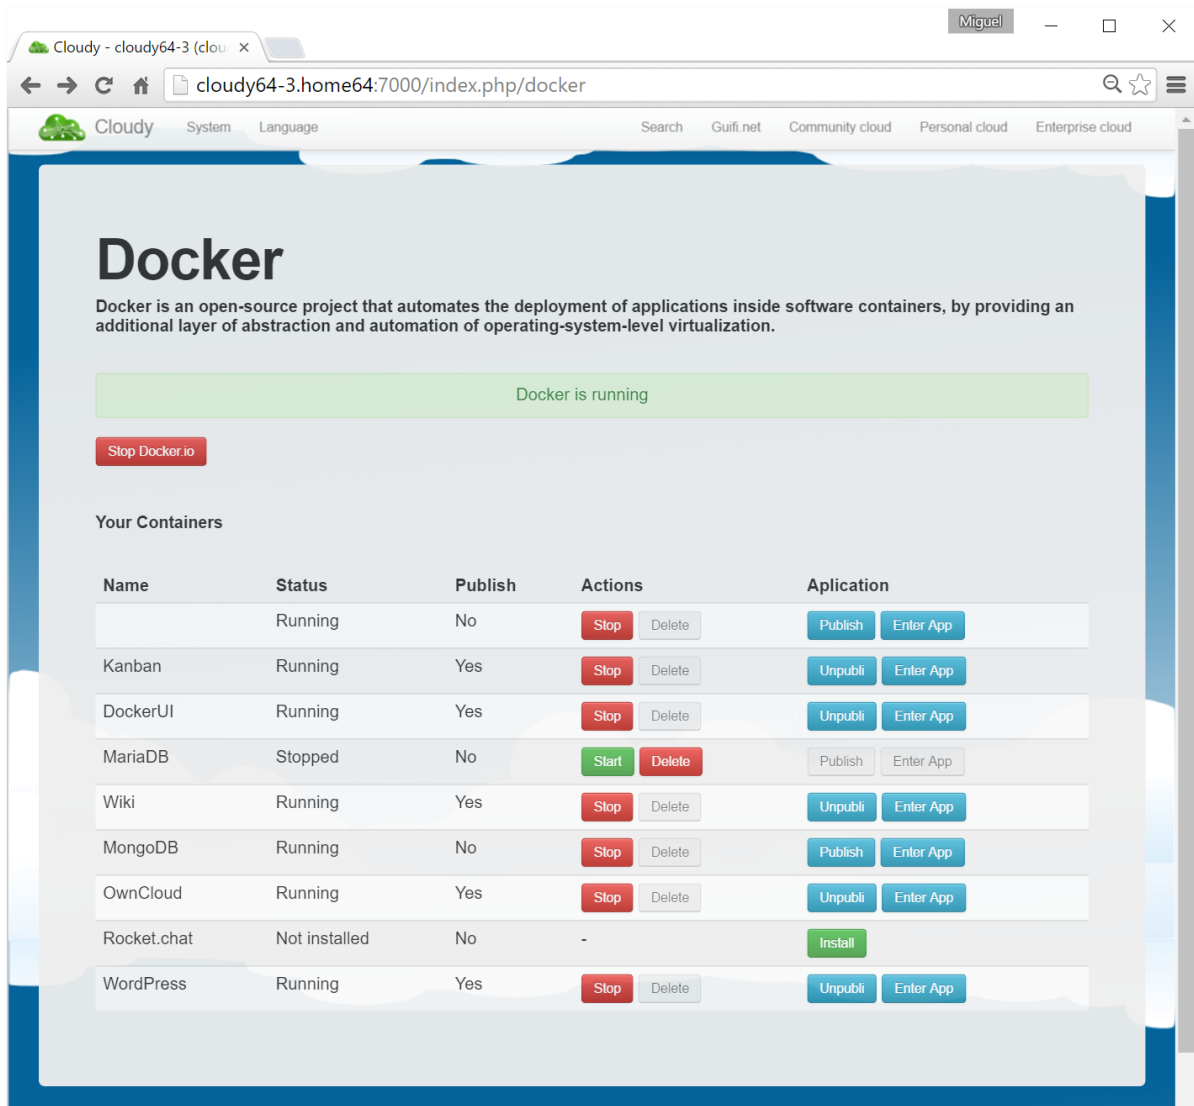 Miguel
Cloudy - cloudy64-3 (clou
cloudy64-3.home64:7000/index.php/docker
Cloudy System Language Search Guifi.net Community cloud Personal cloud Enterprise cloud
Docker
Docker is an open-source project that automates the deployment of applications inside software containers, by providing an
additional layer of abstraction and automation of operating-system-level virtualization.
Docker is running
Stop Docker.io
Your Containers
Name Status Publish Actions Aplication
Running No Stop Delete Publish Enter App
Kanban Running Yes Stop Delete Unpubli Enter App
DockerUI Running Yes Stop Delete Unpubli Enter App
MariaDB Stopped No Start Delete Publish Enter App
Wiki Running Yes Stop Delete Unpubli Enter App
MongoDB Running No Stop Delete Publish Enter App
OwnCloud Running Yes Stop Delete Unpubli Enter App
Rocket.chat Not installed No - Install
WordPress Running Yes Stop Delete Unpubli Enter App